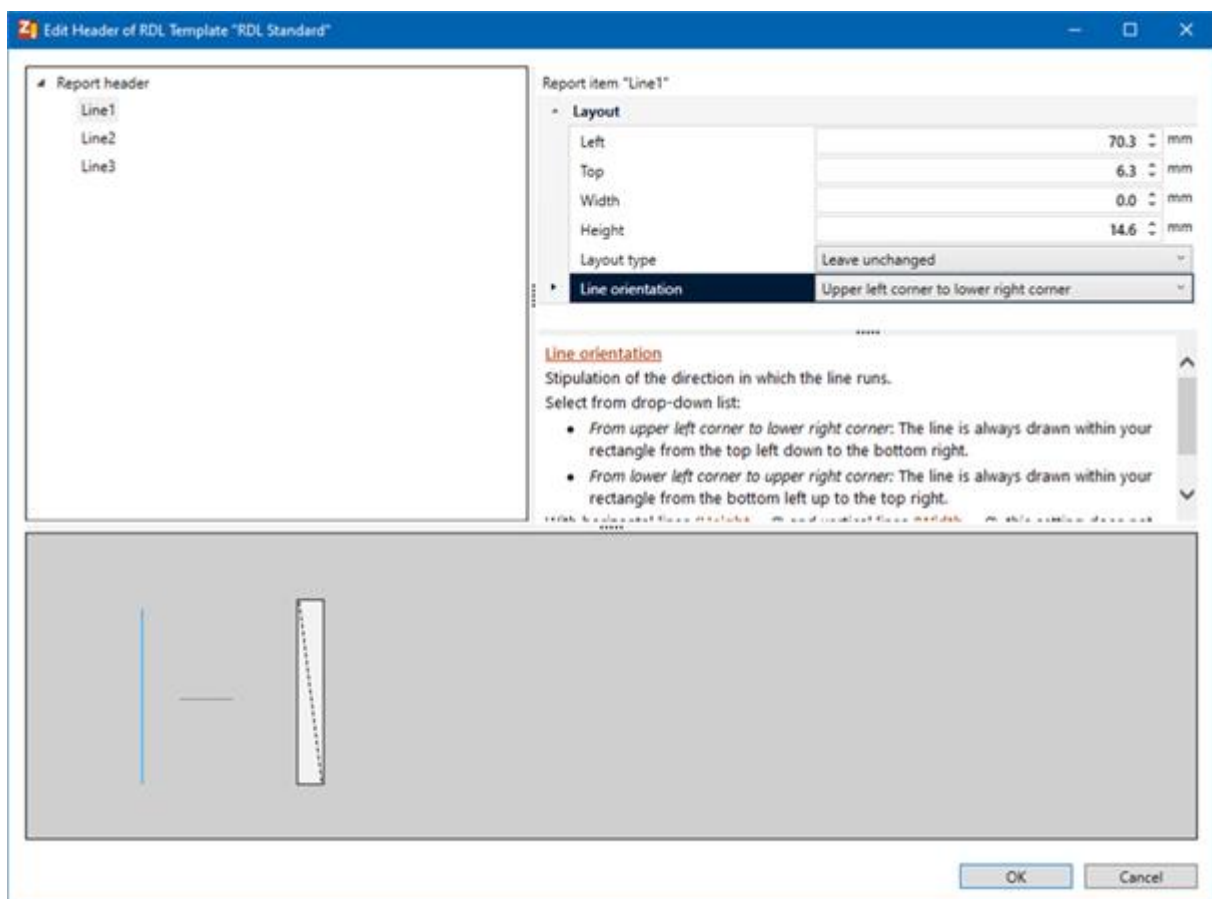 Edit Header of RDL Template "RDL Standard"
Report header
Line1
Line2
Line3
Report item "Line1"
Layout
Left 70.3 mm
Top 6.3 mm
Width 0.0 mm
Height 14.6 mm
Layout type Leave unchanged
Line orientation Upper left corner to lower right corner
Line orientation
Stipulation of the direction in which the line runs.
Select from drop-down list:
• From upper left corner to lower right corner: The line is always drawn within your
rectangle from the top left down to the bottom right.
• From lower left corner to upper right corner: The line is always drawn within your
rectangle from the bottom left up to the top right.
OK Cancel